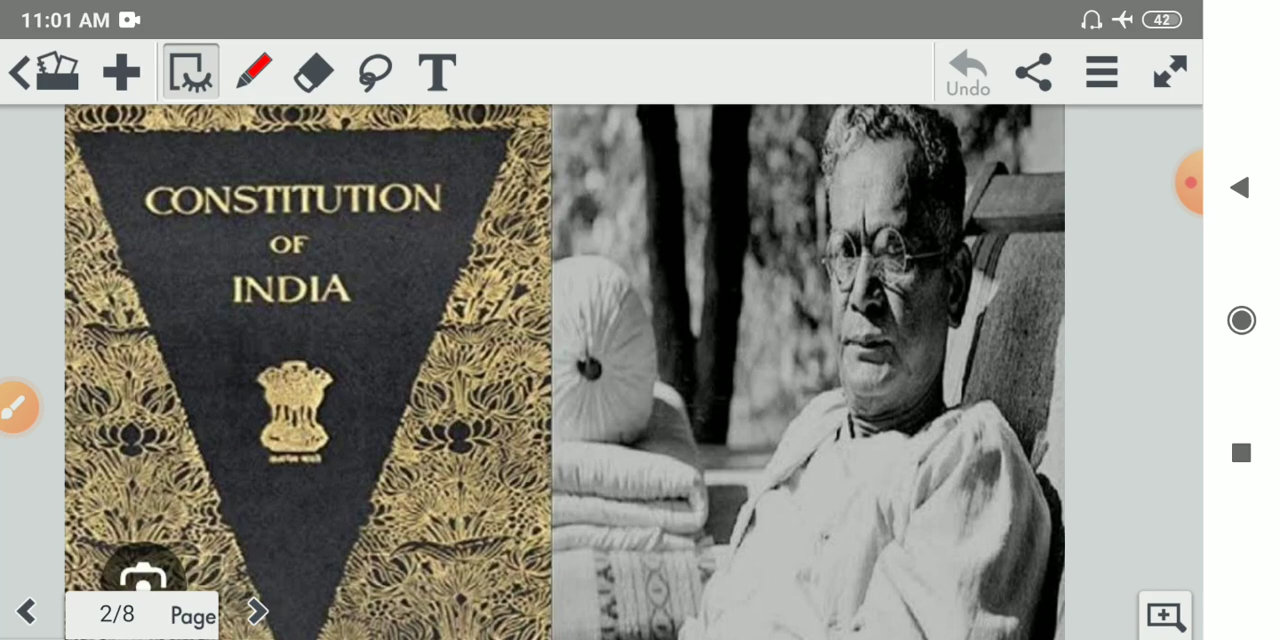 11:01 AM
42
T
Undo
CONSTITUTION
OF
INDIA
2/8 Page